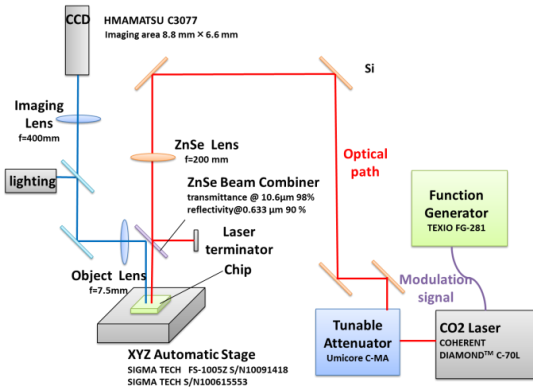 CCD
HMAMATSU C3077
Imaging area 8.8 mm × 6.6 mm
Imaging
Lens
f=400mm
lighting
Object Lens
f=7.5mm
ZnSe Lens
f=200 mm
ZnSe Beam Combiner
transmittance @ 10.6μm 98%
reflectivity@0.633 μm 90 %
Laser
terminator
Chip
XYZ Automatic Stage
SIGMA TECH FS-1005Z S/N10091418
SIGMA TECH S/N100615553
Si
Optical
path
Function
Generator
TEXIO FG-281
Modulation
signal
Tunable
Attenuator
Umicore C-MA
CO2 Laser
COHERENT
DIAMOND™ C-70L